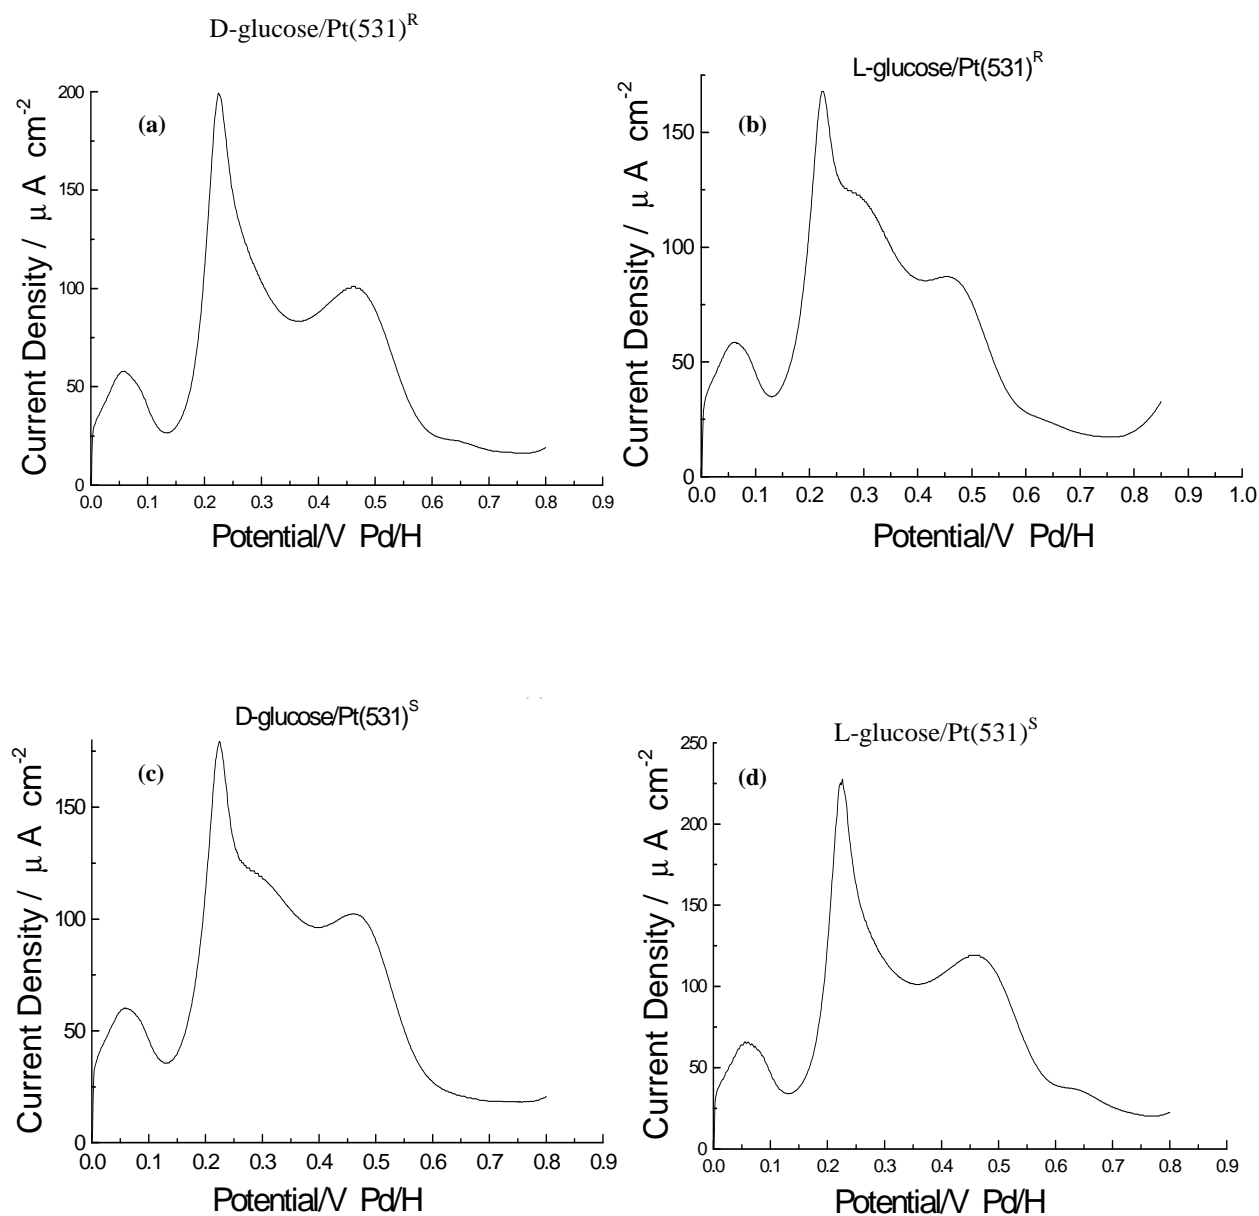 D-glucose/Pt(531)^R
(a)
Current Density / μ A cm^-2
200
150
100
50
0
0.0 0.1 0.2 0.3 0.4 0.5 0.6 0.7 0.8 0.9
Potential/V Pd/H
L-glucose/Pt(531)^R
(b)
Current Density / μ A cm^-2
150
100
50
0
0.0 0.1 0.2 0.3 0.4 0.5 0.6 0.7 0.8 0.9 1.0
Potential/V Pd/H
D-glucose/Pt(531)^S
(c)
Current Density / μ A cm^-2
150
100
50
0
0.0 0.1 0.2 0.3 0.4 0.5 0.6 0.7 0.8 0.9
Potential/V Pd/H
L-glucose/Pt(531)^S
(d)
Current Density / μ A cm^-2
250
200
150
100
50
0
0.0 0.1 0.2 0.3 0.4 0.5 0.6 0.7 0.8 0.9
Potential/V Pd/H